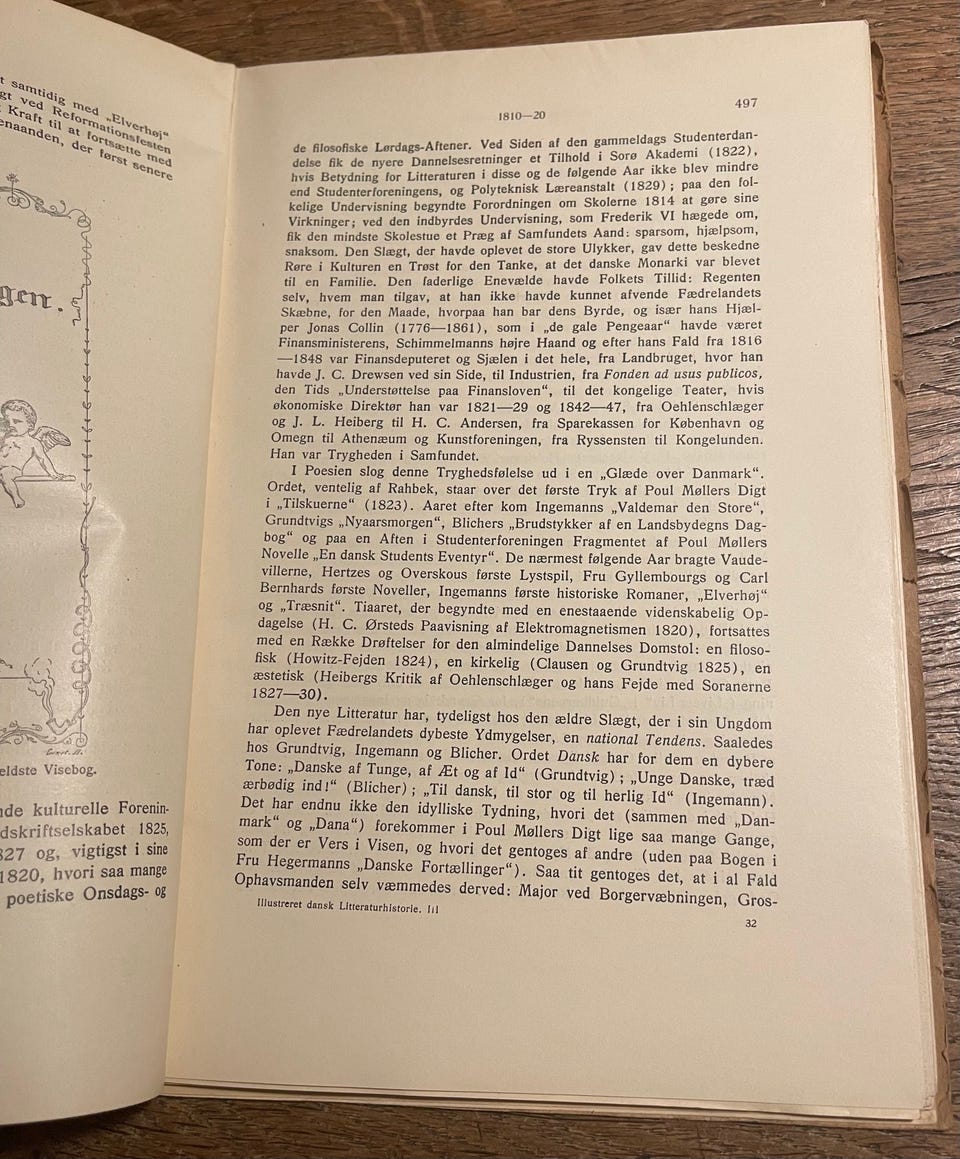 t samtidig med „Elverhøj“
gt ved Reformationsfesten
Kraft til at fortsætte med
enaanden, der først senere
gen.
eldste Visebog.
nde kulturelle Forenin-
dskriftselskabet 1825,
827 og, vigtigst i sine
1820, hvori saa mange
poetiske Onsdags- og
1810—20
497
de filosofiske Lørdags-Aftener. Ved Siden af den gammeldags Studenterdan-
delse fik de nyere Dannelsesretninger et Tilhold i Sorø Akademi (1822),
hvis Betydning for Litteraturen i disse og de følgende Aar ikke blev mindre
end Studenterforeningens, og Polyteknisk Læreanstalt (1829); paa den fol-
kelige Undervisning begyndte Forordningen om Skolerne 1814 at gøre sine
Virkninger; ved den indbyrdes Undervisning, som Frederik VI hægede om,
fik den mindste Skolestue et Præg af Samfundets Aand: sparsom, hjælpsom,
snaksom. Den Slægt, der havde oplevet de store Ulykker, gav dette beskedne
Røre i Kulturen en Trøst for den Tanke, at det danske Monarki var blevet
til en Familie. Den faderlige Enevælde havde Folkets Tillid: Regenten
selv, hvem man tilgav, at han ikke havde kunnet afvende Fædrelandets
Skæbne, for den Maade, hvorpaa han bar dens Byrde, og især hans Hjæl-
per Jonas Collin (1776—1861), som i „de gale Pengeaar“ havde været
Finansministerens, Schimmelmanns højre Haand og efter hans Fald fra 1816
—1848 var Finansdeputeret og Sjælen i det hele, fra Landbruget, hvor han
havde J. C. Drewsen ved sin Side, til Industrien, fra Fonden ad usus publicos,
den Tids „Understøttelse paa Finansloven“, til det kongelige Teater, hvis
økonomiske Direktør han var 1821—29 og 1842—47, fra Oehlenschlæger
og J. L. Heiberg til H. C. Andersen, fra Sparekassen for København og
Omegn til Athenæum og Kunstforeningen, fra Ryssensten til Kongelunden.
Han var Trygheden i Samfundet.
I Poesien slog denne Tryghedsfølelse ud i en „Glæde over Danmark“.
Ordet, ventelig af Rahbek, staar over det første Tryk af Poul Møllers Digt
i „Tilskuerne“ (1823). Aaret efter kom Ingemanns „Valdemar den Store“,
Grundtvigs „Nyaarsmorgen“, Blichers „Brudstykker af en Landsbydegns Dag-
bog“ og paa en Aften i Studenterforeningen Fragmentet af Poul Møllers
Novelle „En dansk Students Eventyr“. De nærmest følgende Aar bragte Vaude-
villerne, Hertzes og Overskous første Lystspil, Fru Gyllembourgs og Carl
Bernhards første Noveller, Ingemanns første historiske Romaner, „Elverhøj“
og „Træsnit“. Tiaaret, der begyndte med en enestaaende videnskabelig Op-
dagelse (H. C. Ørsteds Paavisning af Elektromagnetismen 1820), fortsattes
med en Række Drøftelser for den almindelige Dannelses Domstol: en filoso-
fisk (Howitz-Fejden 1824), en kirkelig (Clausen og Grundtvig 1825), en
æstetisk (Heibergs Kritik af Oehlenschlæger og hans Fejde med Soranerne
1827—30).
Den nye Litteratur har, tydeligst hos den ældre Slægt, der i sin Ungdom
har oplevet Fædrelandets dybeste Ydmygelser, en national Tendens. Saaledes
hos Grundtvig, Ingemann og Blicher. Ordet Dansk har for dem en dybere
Tone: „Danske af Tunge, af Æt og af Id“ (Grundtvig); „Unge Danske, træd
ærbødig ind!“ (Blicher); „Til dansk, til stor og til herlig Id“ (Ingemann).
Det har endnu ikke den idylliske Tydning, hvori det (sammen med „Dan-
mark“ og „Dana“) forekommer i Poul Møllers Digt lige saa mange Gange,
som der er Vers i Visen, og hvori det gentoges af andre (uden paa Bogen i
Fru Hegermanns „Danske Fortællinger“). Saa tit gentoges det, at i al Fald
Ophavsmanden selv væmmedes derved: Major ved Borgervæbningen, Gros-
Illustreret dansk Litteraturhistorie. III
32